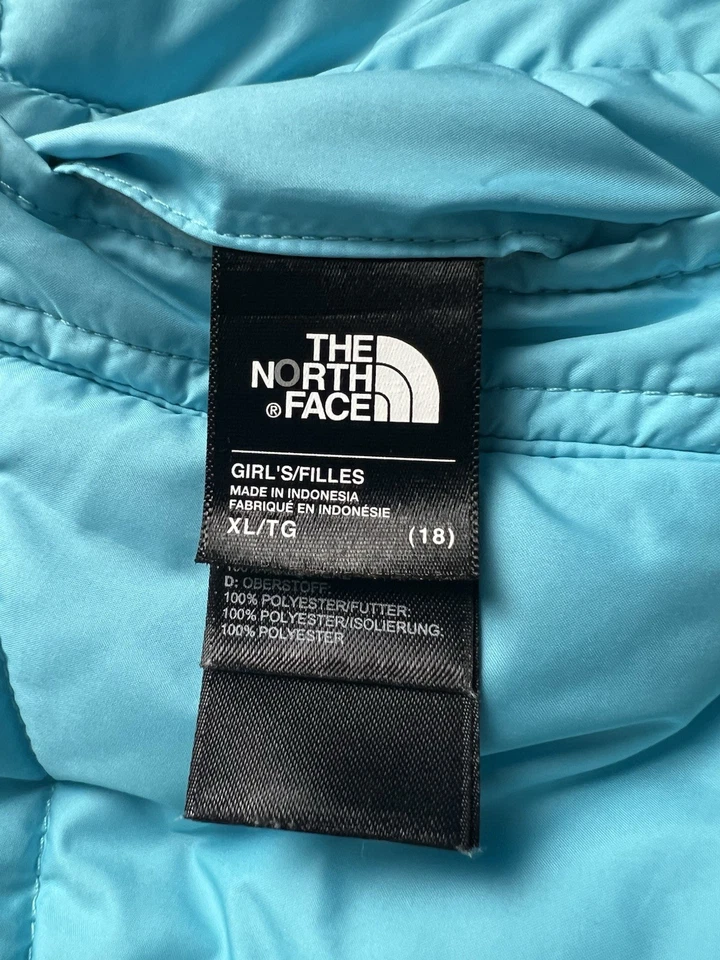 THE
NORTH
® FACE
GIRL'S/FILLES
MADE IN INDONESIA
FABRIQUÉ EN INDONÉSIE
XL/TG (18)
D: OBERSTOFF:
100% POLYESTER/FUTTER:
100% POLYESTER/ISOLIERUNG:
100% POLYESTER